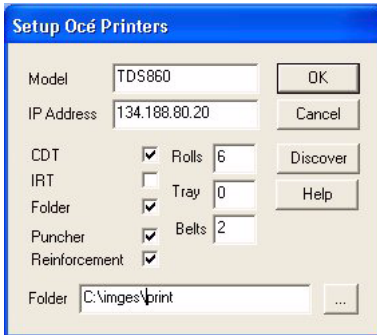 Setup Océ Printers
Model TDS860 OK
IP Address 134.188.80.20 Cancel
CDT Rolls 6 Discover
IRT
Folder Tray 0 Help
Puncher Belts 2
Reinforcement
Folder C:\imges\print ...